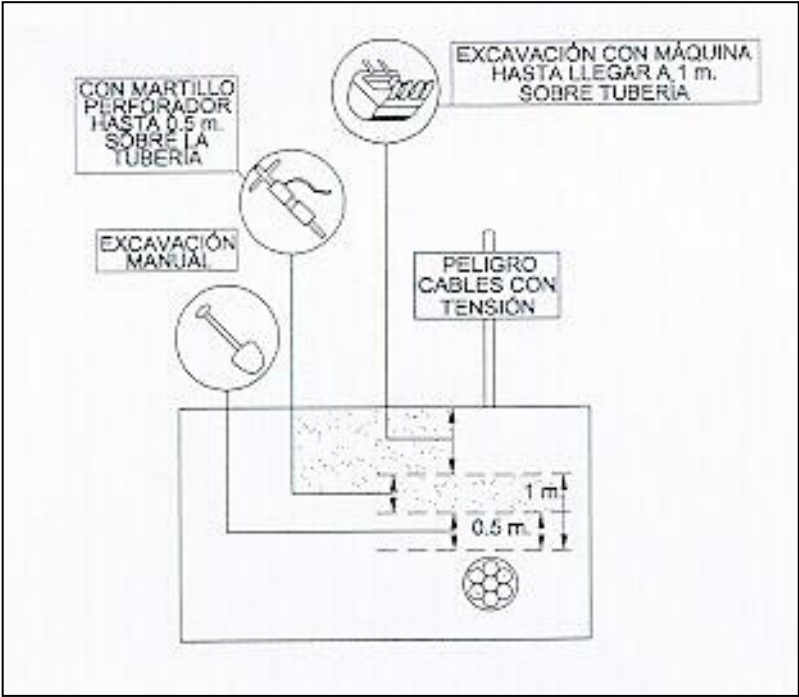 EXCAVACIÓN CON MÁQUINA
HASTA LLEGAR A 1 m.
SOBRE TUBERÍA
CON MARTILLO
PERFORADOR
HASTA 0.5 m.
SOBRE LA
TUBERÍA
EXCAVACIÓN
MANUAL
PELIGRO
CABLES CON
TENSIÓN
1 m.
0.5 m.